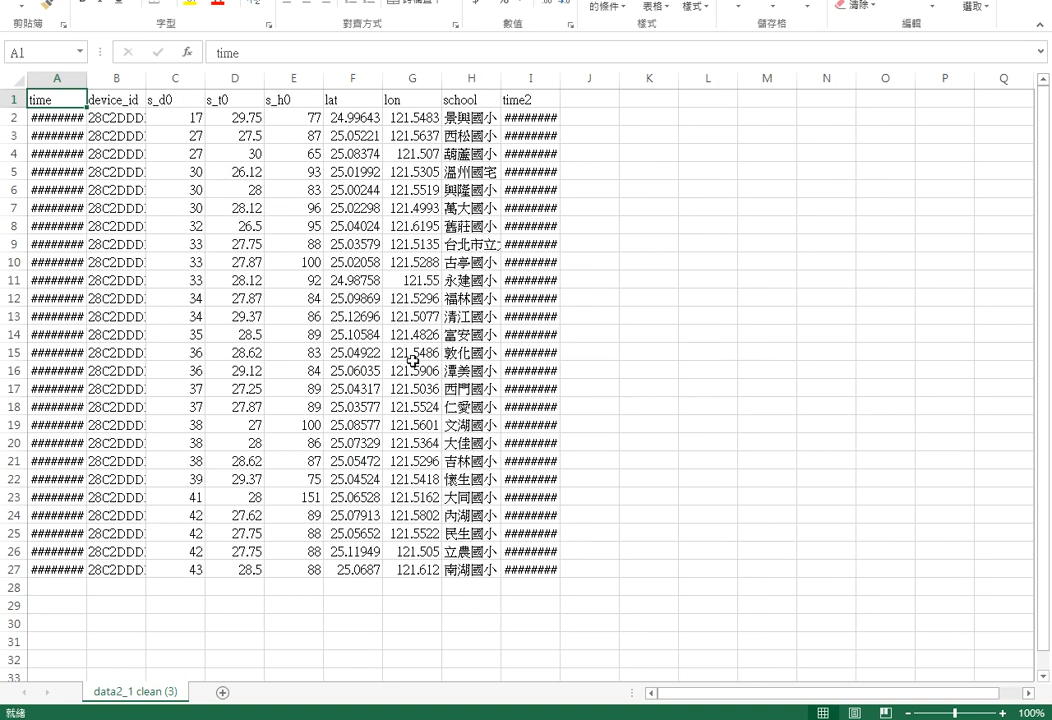 的條件 表格 樣式 清除 選取
剪貼簿 字型 對齊方式 數值 樣式 儲存格 編輯
A1 fx time
A B C D E F G H I J K L M N O P Q
1 time device_id s_d0 s_t0 s_h0 lat lon school time2
2 ######## 28C2DDD 17 29.75 77 24.99643 121.5483 景興國小 ########
3 ######## 28C2DDD 27 27.5 87 25.05221 121.5637 西松國小 ########
4 ######## 28C2DDD 27 30 65 25.08374 121.507 葫蘆國小 ########
5 ######## 28C2DDD 30 26.12 93 25.01992 121.5305 溫州國宅 ########
6 ######## 28C2DDD 30 28 83 25.00244 121.5519 興隆國小 ########
7 ######## 28C2DDD 30 28.12 96 25.02298 121.4993 萬大國小 ########
8 ######## 28C2DDD 32 26.5 95 25.04024 121.6195 舊莊國小 ########
9 ######## 28C2DDD 33 27.75 88 25.03579 121.5135 台北市立 ########
10 ######## 28C2DDD 33 27.87 100 25.02058 121.5288 古亭國小 ########
11 ######## 28C2DDD 33 28.12 92 24.98758 121.55 永建國小 ########
12 ######## 28C2DDD 34 27.87 84 25.09869 121.5296 福林國小 ########
13 ######## 28C2DDD 34 29.37 86 25.12696 121.5077 清江國小 ########
14 ######## 28C2DDD 35 28.5 89 25.10584 121.4826 富安國小 ########
15 ######## 28C2DDD 36 28.62 83 25.04922 121.5486 敦化國小 ########
16 ######## 28C2DDD 36 29.12 84 25.06035 121.5906 潭美國小 ########
17 ######## 28C2DDD 37 27.25 89 25.04317 121.5036 西門國小 ########
18 ######## 28C2DDD 37 27.87 89 25.03577 121.5524 仁愛國小 ########
19 ######## 28C2DDD 38 27 100 25.08577 121.5601 文湖國小 ########
20 ######## 28C2DDD 38 28 86 25.07329 121.5364 大佳國小 ########
21 ######## 28C2DDD 38 28.62 87 25.05472 121.5296 吉林國小 ########
22 ######## 28C2DDD 39 29.37 75 25.04524 121.5418 懷生國小 ########
23 ######## 28C2DDD 41 28 151 25.06528 121.5162 大同國小 ########
24 ######## 28C2DDD 42 27.62 89 25.07913 121.5802 內湖國小 ########
25 ######## 28C2DDD 42 27.75 88 25.05652 121.5522 民生國小 ########
26 ######## 28C2DDD 42 27.75 88 25.11949 121.505 立農國小 ########
27 ######## 28C2DDD 43 28.5 88 25.0687 121.612 南湖國小 ########
28
29
30
31
32
33
data2_1 clean (3)
就緒 100%